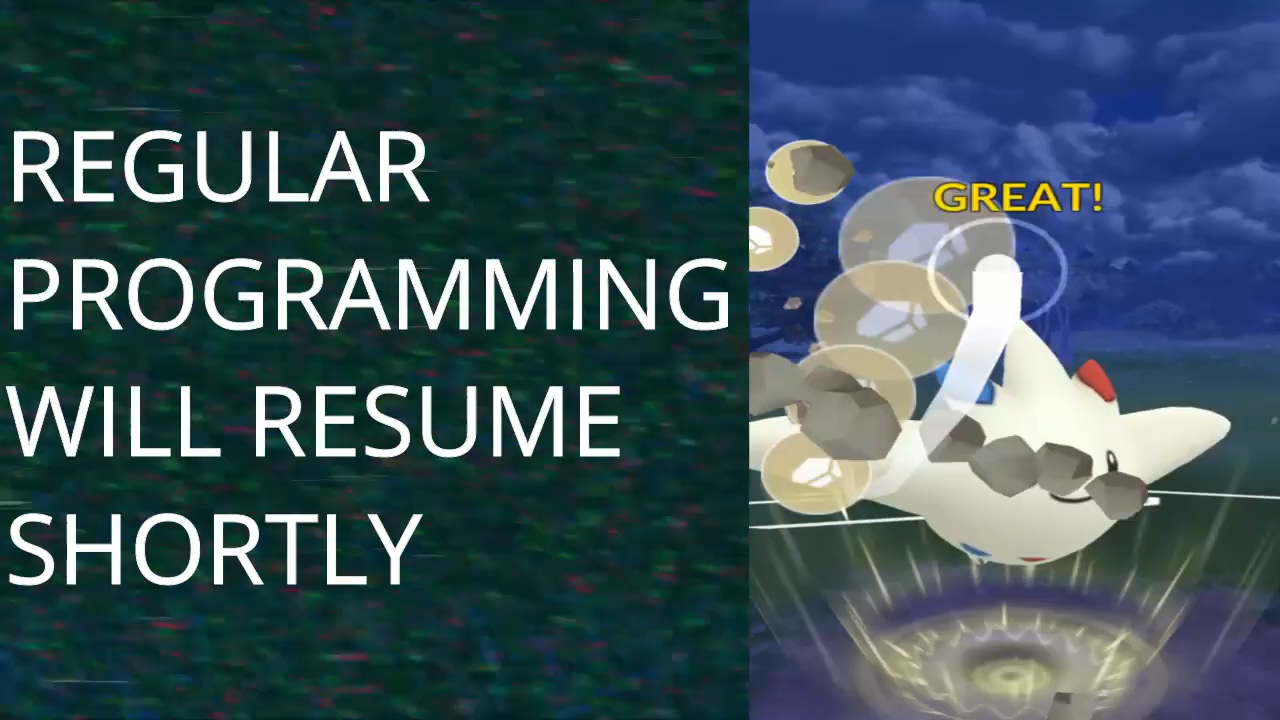 REGULAR
PROGRAMMING
WILL RESUME
SHORTLY
GREAT!